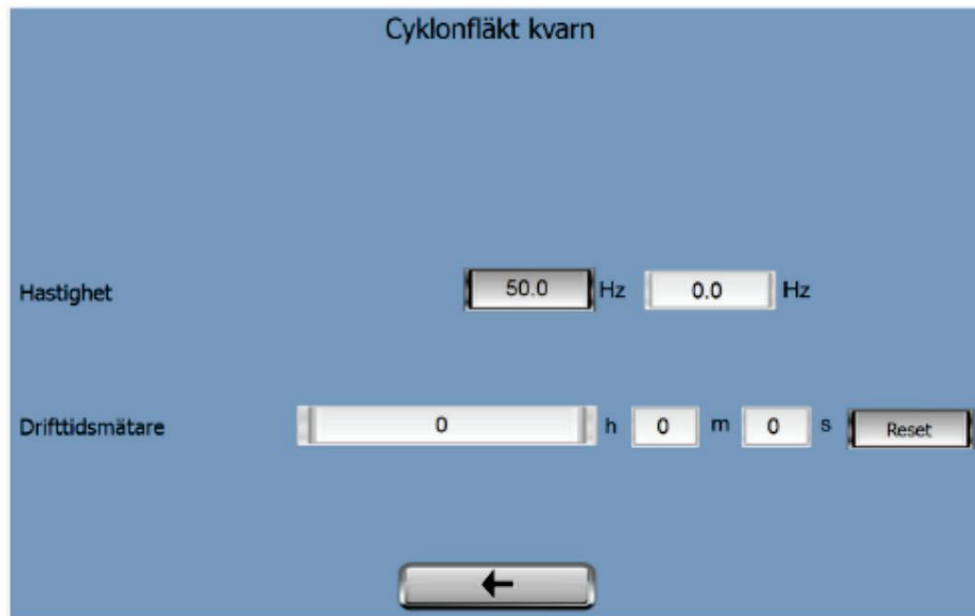 Cyklonfläkt kvarn
Hastighet 50.0 Hz 0.0 Hz
Drifttidsmätare 0 h 0 m 0 s Reset